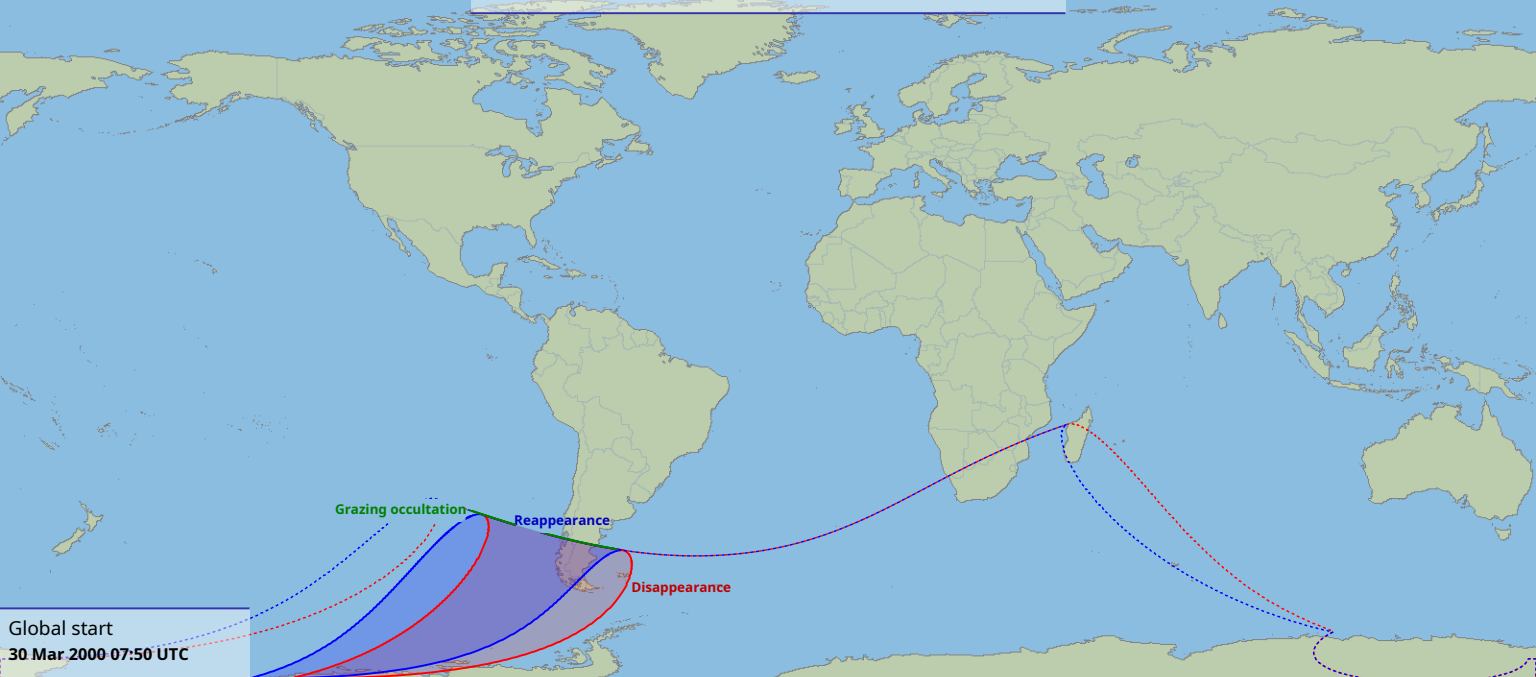 Grazing occultation
Reappearance
Disappearance
Global start
30 Mar 2000 07:50 UTC